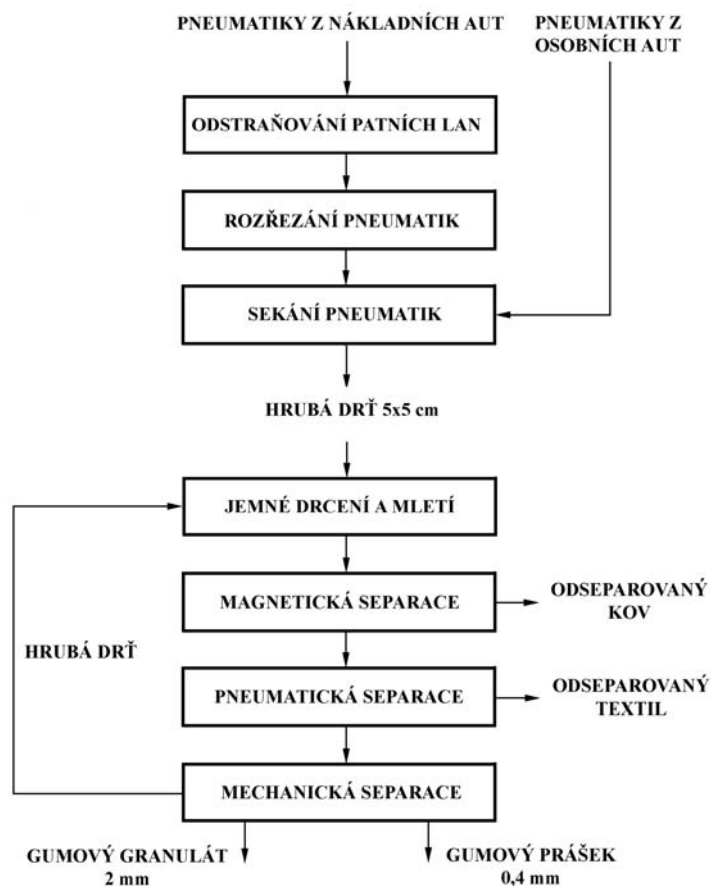 PNEUMATIKY Z NÁKLADNÍCH AUT
PNEUMATIKY Z
OSOBNÍCH AUT
ODSTRAŇOVÁNÍ PATNÍCH LAN
ROZŘEZÁNÍ PNEUMATIK
SEKÁNÍ PNEUMATIK
HRUBÁ DRŤ 5x5 cm
JEMNÉ DRCENÍ A MLETÍ
MAGNETICKÁ SEPARACE
ODSEPAROVANÝ
KOV
HRUBÁ DRŤ
PNEUMATICKÁ SEPARACE
ODSEPAROVANÝ
TEXTIL
MECHANICKÁ SEPARACE
GUMOVÝ GRANULÁT
2 mm
GUMOVÝ PRÁŠEK
0,4 mm